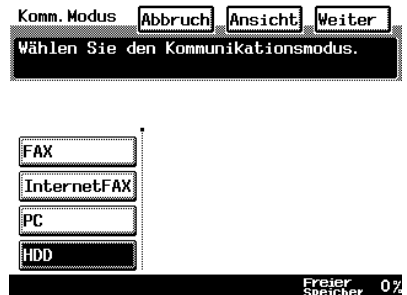 Komm. Modus Abbruch Ansicht Weiter
Wählen Sie den Kommunikationsmodus.
FAX
InternetFAX
PC
HDD
Freier
Speicher 0%